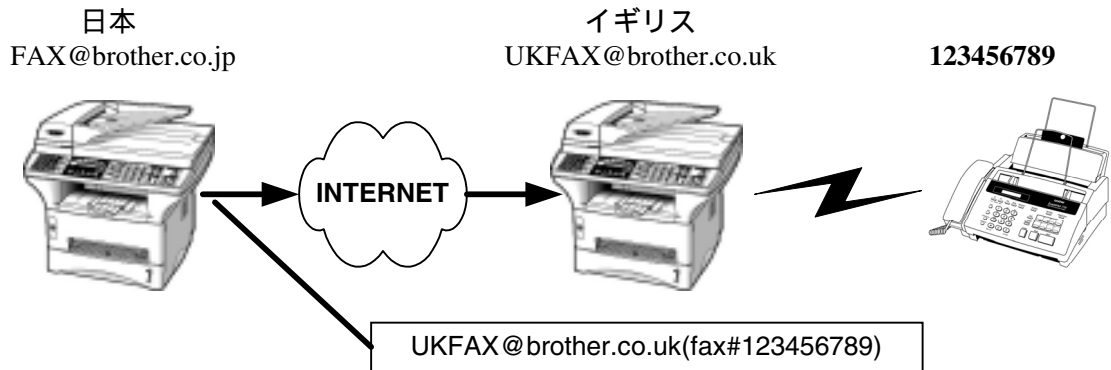 日本
FAX@brother.co.jp
イギリス
UKFAX@brother.co.uk
123456789
INTERNET
UKFAX@brother.co.uk(fax#123456789)